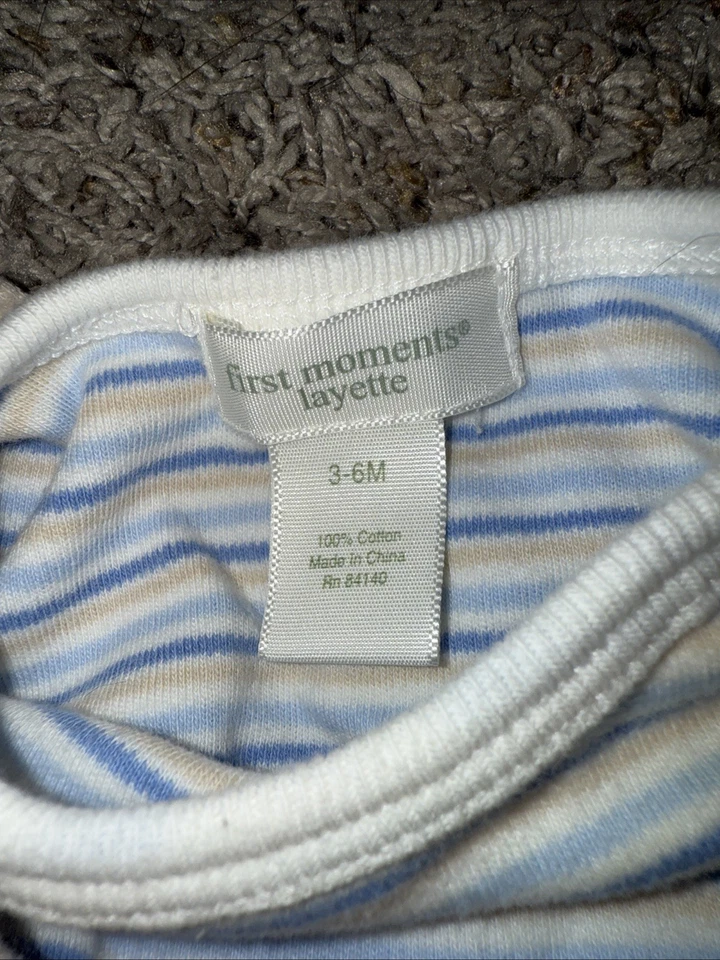 first moments®
layette
3-6M
100% Cotton
Made in China
Rn 84140